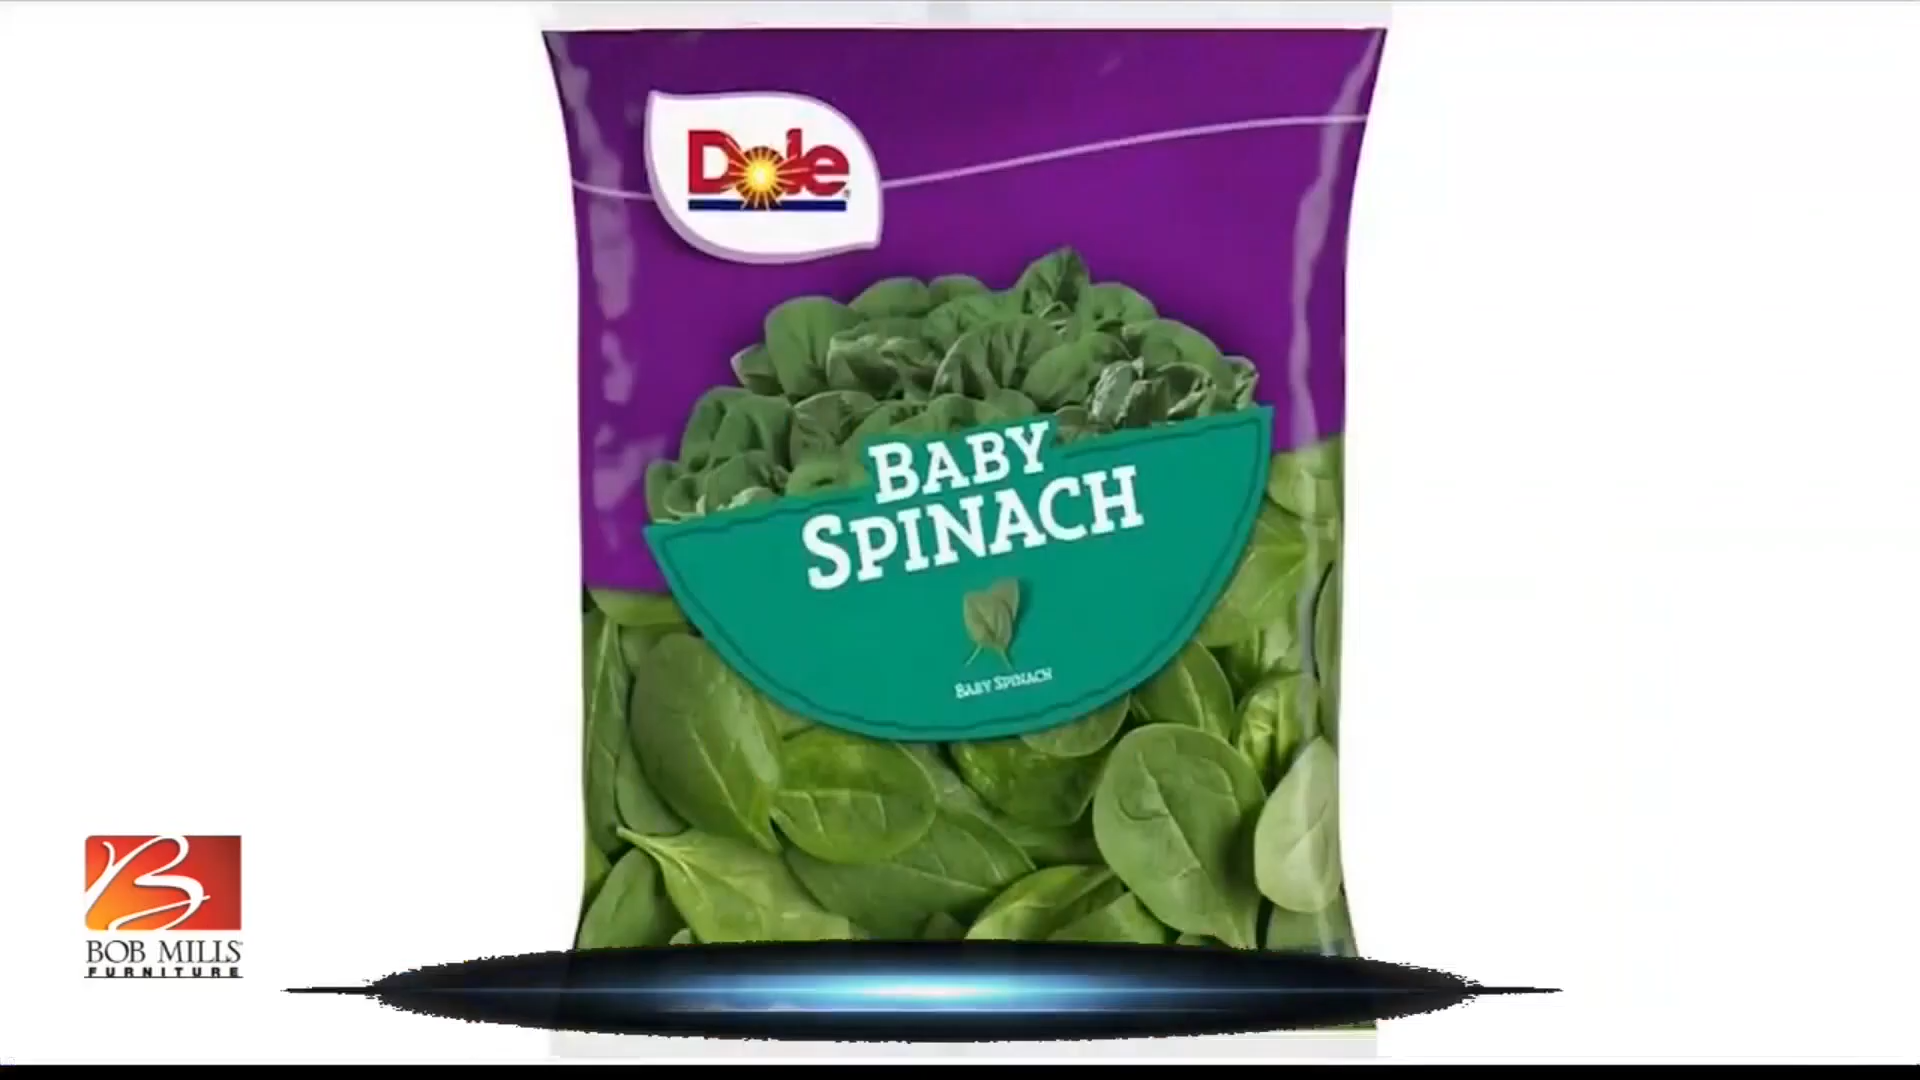 Dole
BABY
SPINACH
BABY SPINACH
BOB MILLS
FURNITURE